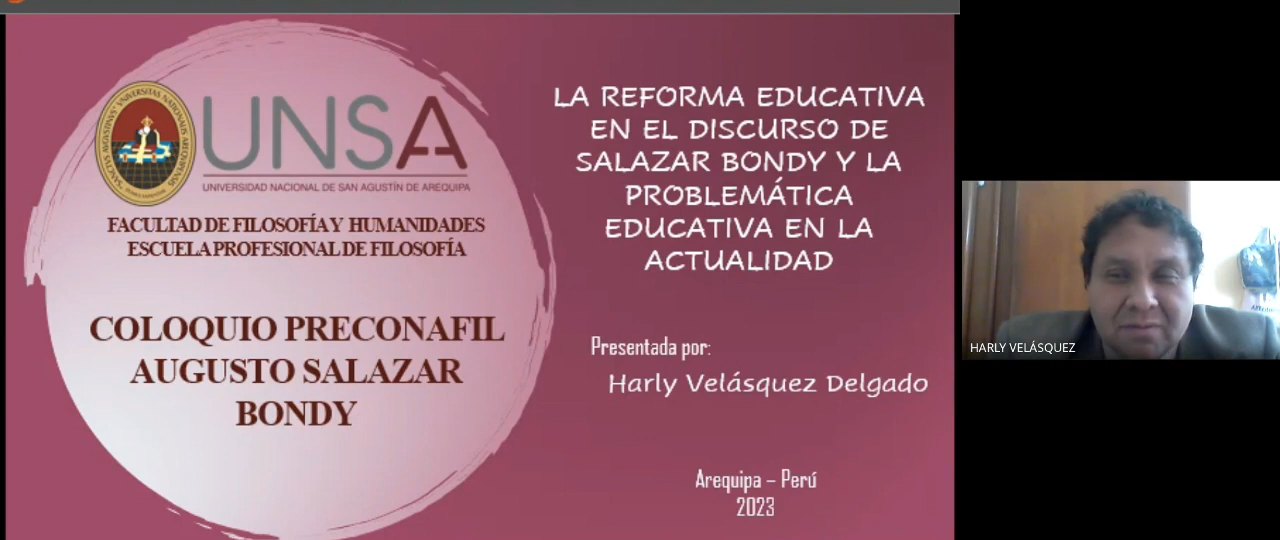 UNSA
UNIVERSIDAD NACIONAL DE SAN AGUSTÍN DE AREQUIPA
FACULTAD DE FILOSOFÍA Y HUMANIDADES
ESCUELA PROFESIONAL DE FILOSOFÍA
COLOQUIO PRECONAFIL
AUGUSTO SALAZAR
BONDY
LA REFORMA EDUCATIVA
EN EL DISCURSO DE
SALAZAR BONDY Y LA
PROBLEMÁTICA
EDUCATIVA EN LA
ACTUALIDAD
Presentada por:
Harly Velásquez Delgado
Arequipa – Perú
2023
HARLY VELÁSQUEZ